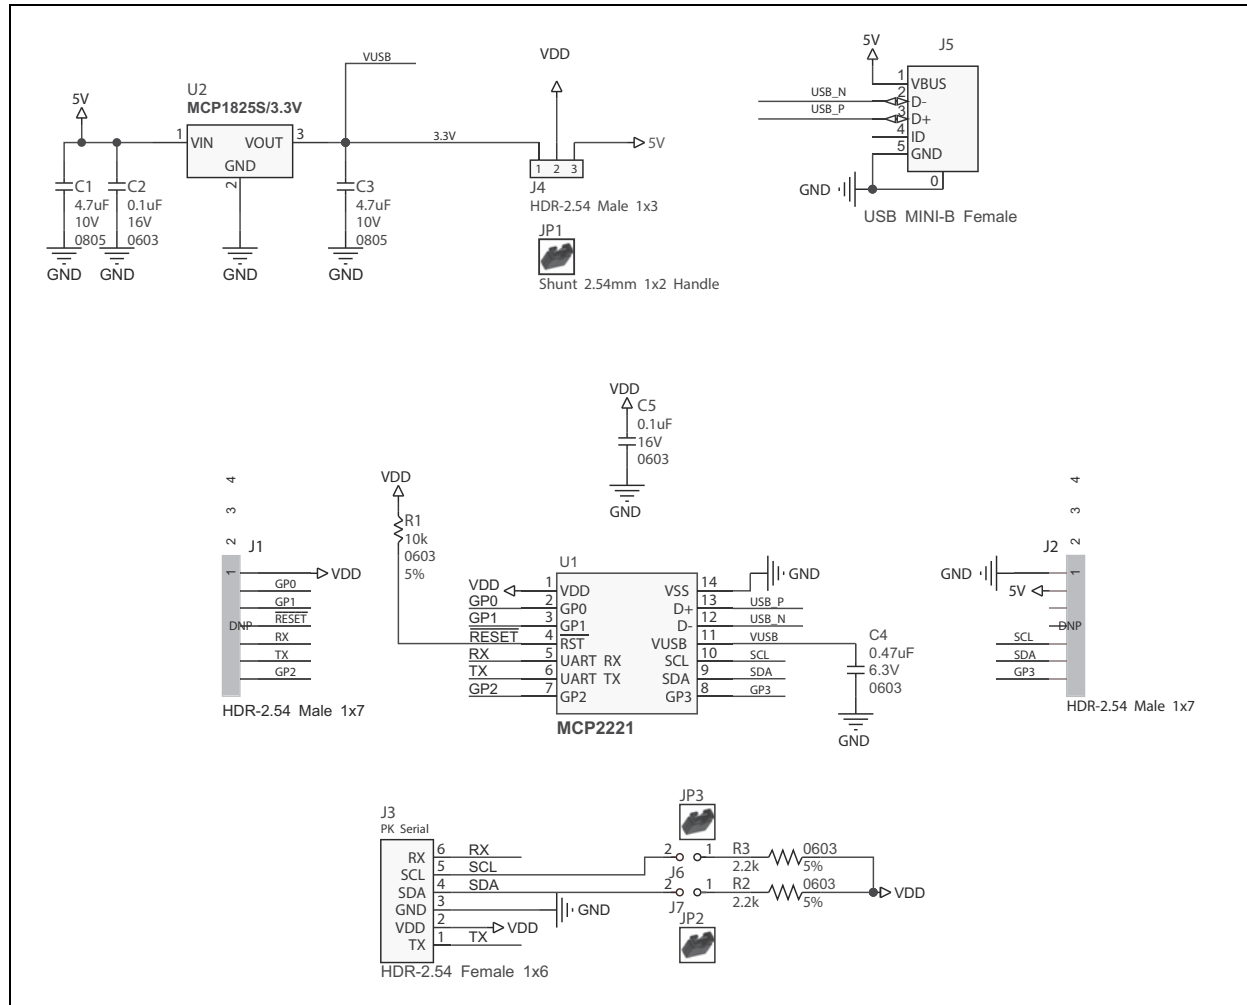 5V
U2
MCP1825S/3.3V
1 VIN VOUT 3
GND
2
VUSB
3.3V
C1
4.7uF
10V
0805
GND
C2
0.1uF
16V
0603
GND
GND
C3
4.7uF
10V
0805
GND
VDD
5V
1 2 3
J4
HDR-2.54 Male 1x3
JP1
Shunt 2.54mm 1x2 Handle
5V
J5
USB_N
USB_P
1 VBUS
2 D-
3 D+
4 ID
5 GND
0
GND
USB MINI-B Female
VDD
C5
0.1uF
16V
0603
GND
4
3
2
1
J1
VDD
GP0
GP1
DNP
RESET
RX
TX
GP2
HDR-2.54 Male 1x7
VDD
R1
10k
0603
5%
U1
VDD 1 VDD
GP0 2 GP0
GP1 3 GP1
RESET 4 RST
RX 5 UART RX
TX 6 UART TX
GP2 7 GP2
VSS 14 GND
D+ 13 USB_P
D- 12 USB_N
VUSB 11 VUSB
SCL 10 SCL
SDA 9 SDA
GP3 8 GP3
MCP2221
C4
0.47uF
6.3V
0603
GND
4
3
2
1
J2
GND
5V
DNP
SCL
SDA
GP3
HDR-2.54 Male 1x7
J3
PK Serial
RX 6 RX
SCL 5 SCL
SDA 4 SDA
GND 3 GND
VDD 2 VDD
TX 1 TX
HDR-2.54 Female 1x6
JP3
2 1
J6
R3
2.2k
0603
5%
2 1
J7
R2
2.2k
0603
5%
VDD
JP2